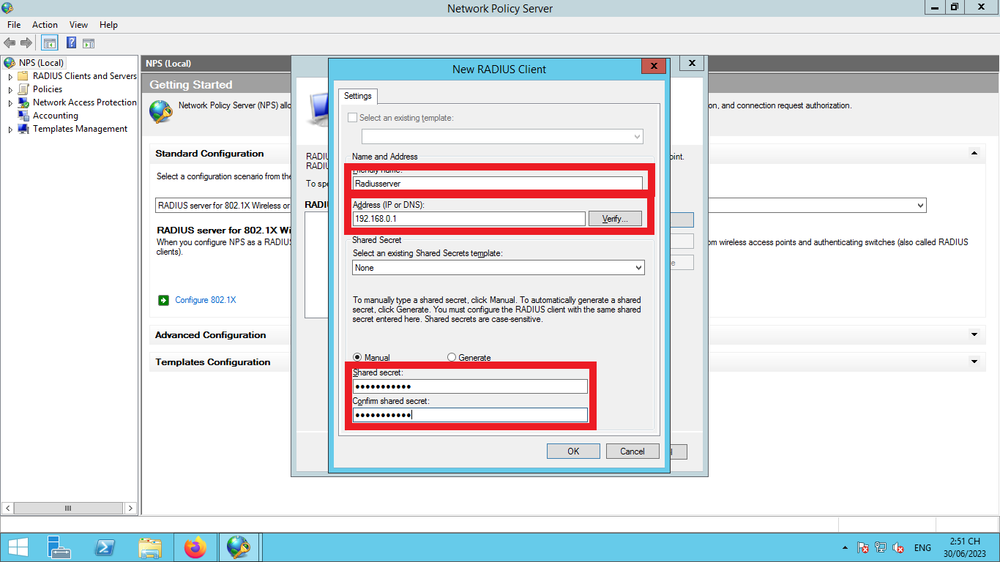 Network Policy Server
File Action View Help
NPS (Local)
RADIUS Clients and Servers
Policies
Network Access Protection
Accounting
Templates Management
NPS (Local)
Getting Started
Network Policy Server (NPS) allo
on, and connection request authorization.
Standard Configuration
Select a configuration scenario from the
RADIUS server for 802.1X Wireless or
RADIUS server for 802.1X Wi
When you configure NPS as a RADIUS
om wireless access points and authenticating switches (also called RADIUS
clients).
Configure 802.1X
Advanced Configuration
Templates Configuration
RADIU
oint.
RADIU
To spe
RADIU
e
l
New RADIUS Client
Settings
Select an existing template:
Name and Address
Friendly name:
Radiusserver
Address (IP or DNS):
192.168.0.1
Verify...
Shared Secret
Select an existing Shared Secrets template:
None
To manually type a shared secret, click Manual. To automatically generate a shared
secret, click Generate. You must configure the RADIUS client with the same shared
secret entered here. Shared secrets are case-sensitive.
Manual
Generate
Shared secret:
●●●●●●●●●●●
Confirm shared secret:
●●●●●●●●●●●
OK
Cancel
ENG
2:51 CH
30/06/2023